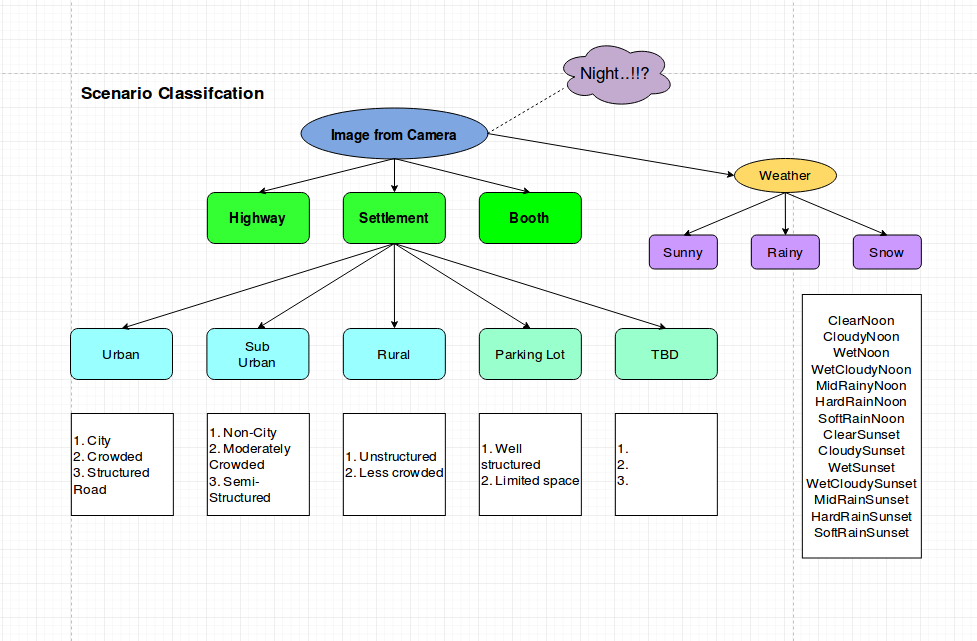 Night..!!?
Scenario Classifcation
Image from Camera
Weather
Highway
Settlement
Booth
Sunny
Rainy
Snow
Urban
Sub
Urban
Rural
Parking Lot
TBD
1. City
2. Crowded
3. Structured
Road
1. Non-City
2. Moderately
Crowded
3. Semi-
Structured
1. Unstructured
2. Less crowded
1. Well
structured
2. Limited space
1.
2.
3.
ClearNoon
CloudyNoon
WetNoon
WetCloudyNoon
MidRainyNoon
HardRainNoon
SoftRainNoon
ClearSunset
CloudySunset
WetSunset
WetCloudySunset
MidRainSunset
HardRainSunset
SoftRainSunset